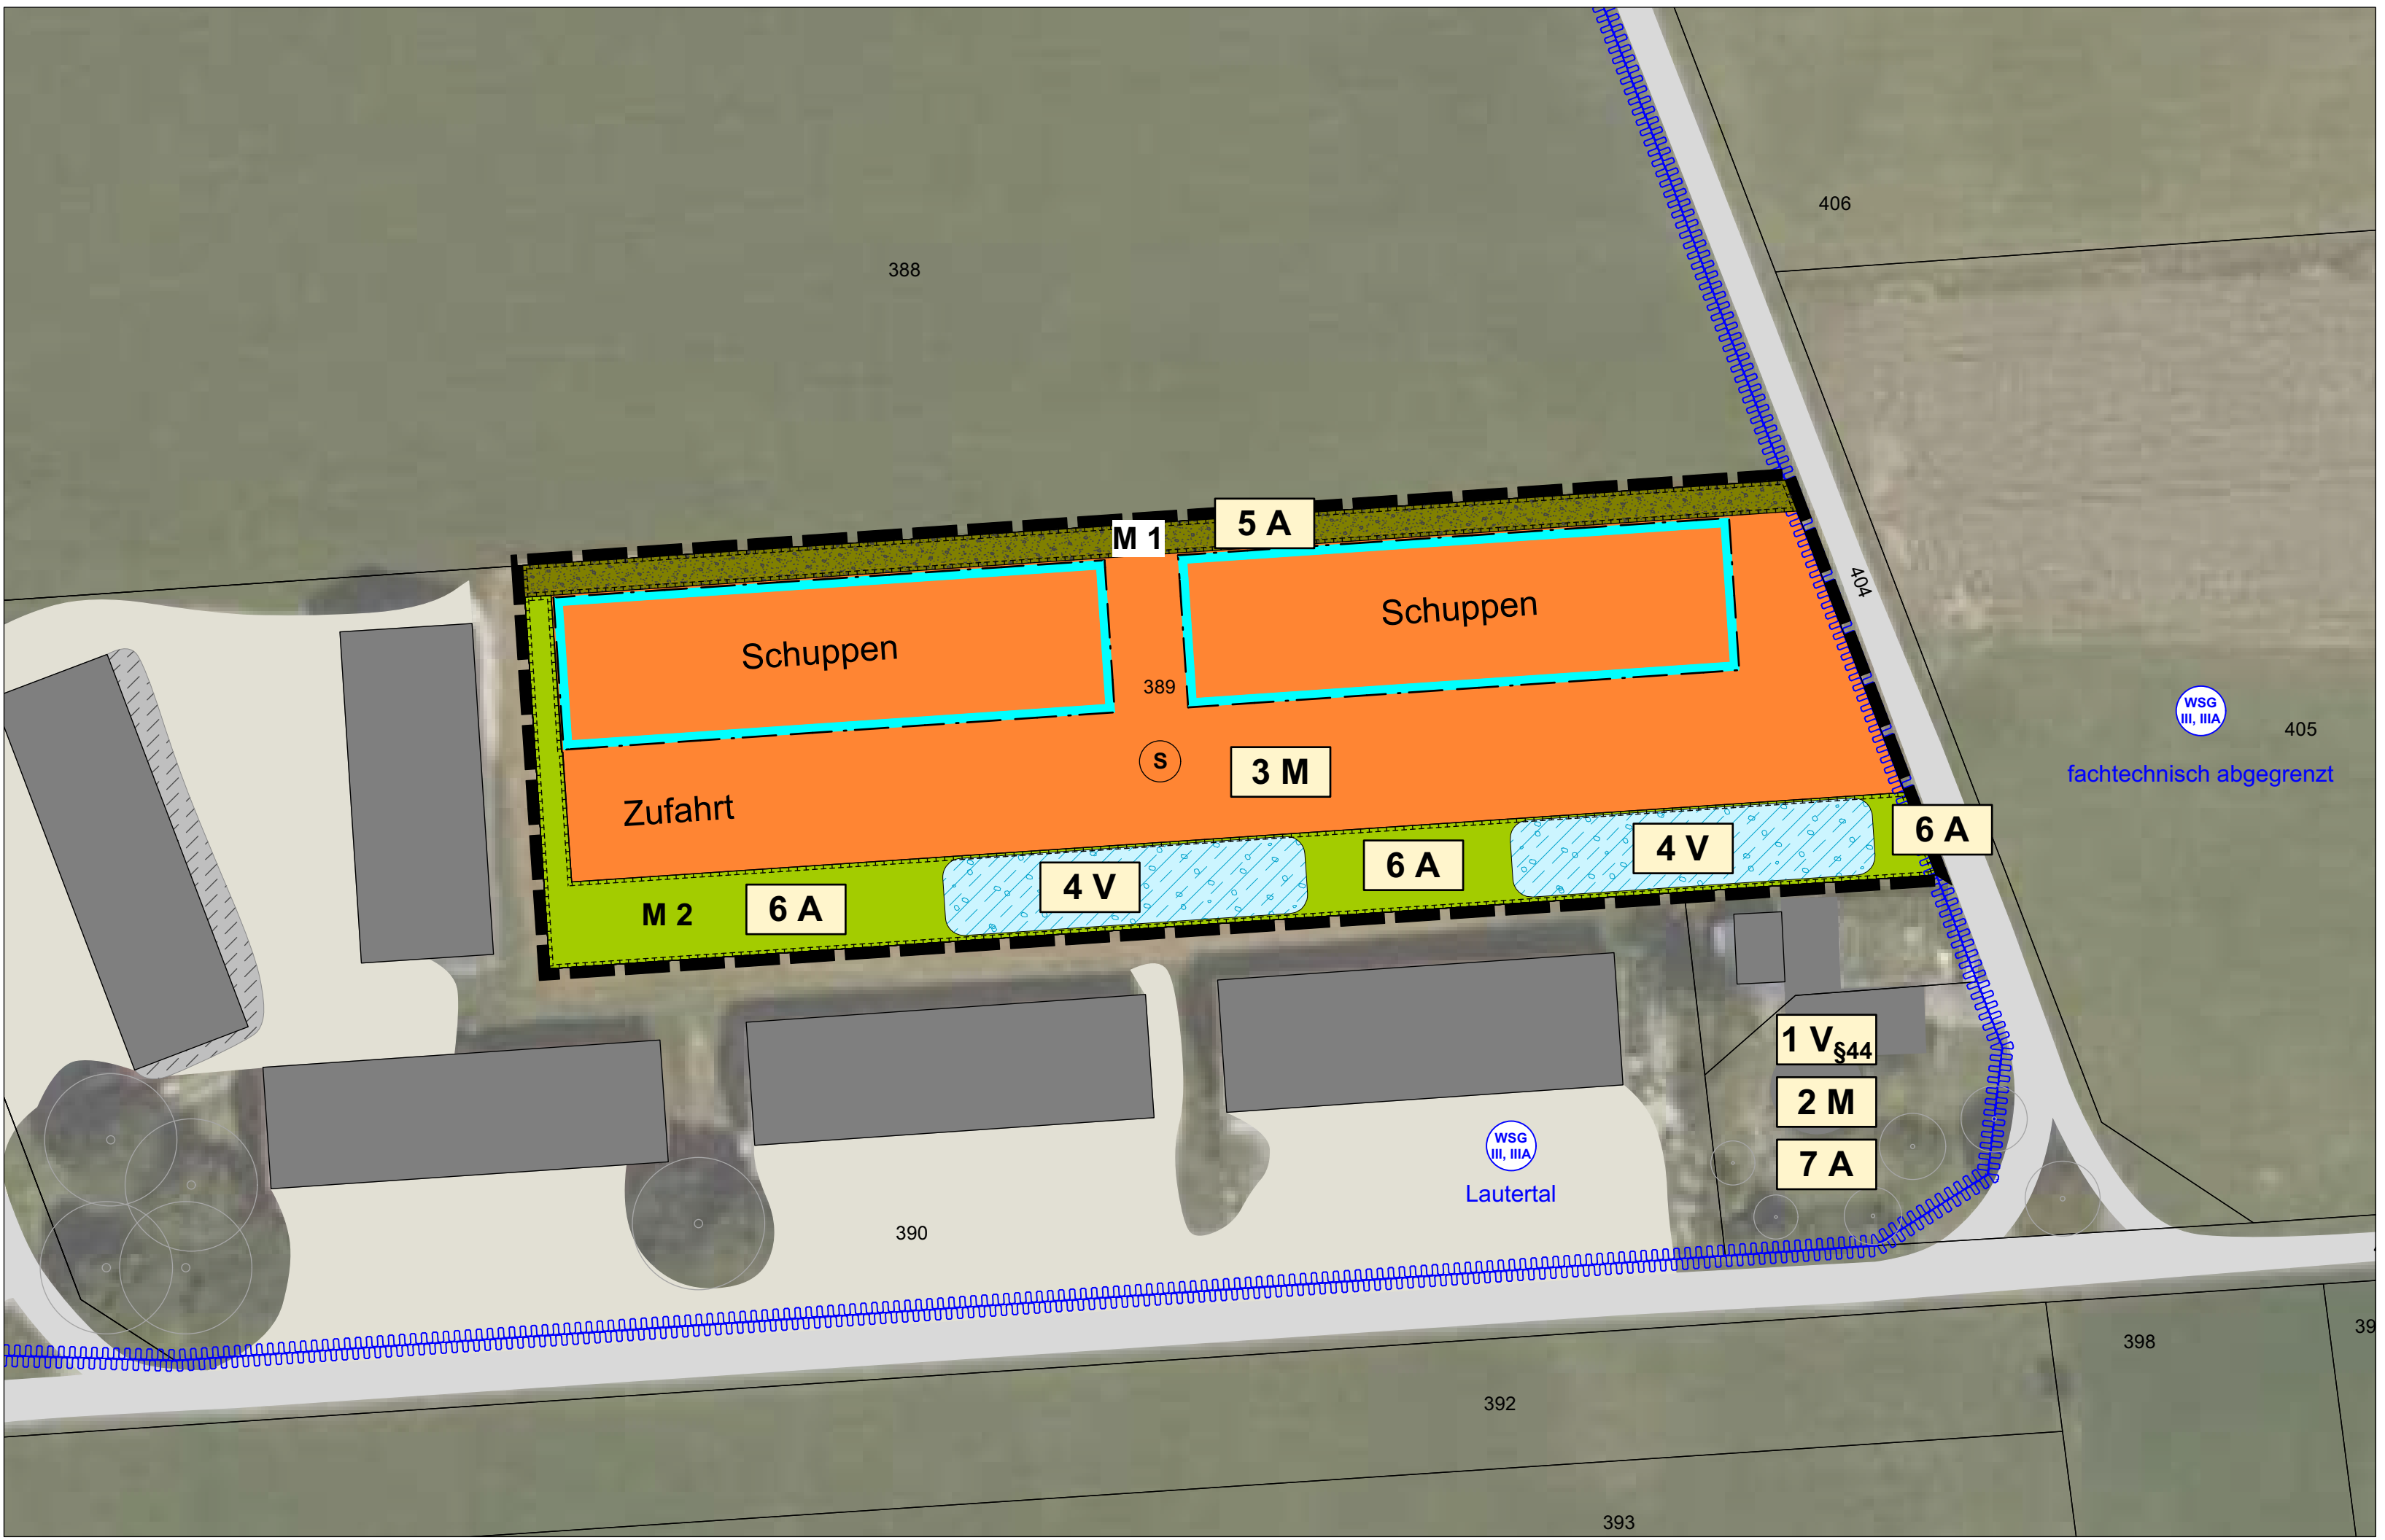 406
388
5 A
M 1
404
Schuppen
Schuppen
389
WSG
III, IIIA
405
fachtechnisch abgegrenzt
S
3 M
Zufahrt
6 A
4 V
6 A
4 V
6 A
M 2
1 V§44
2 M
7 A
WSG
III, IIIA
Lautertal
390
398
39
392
393